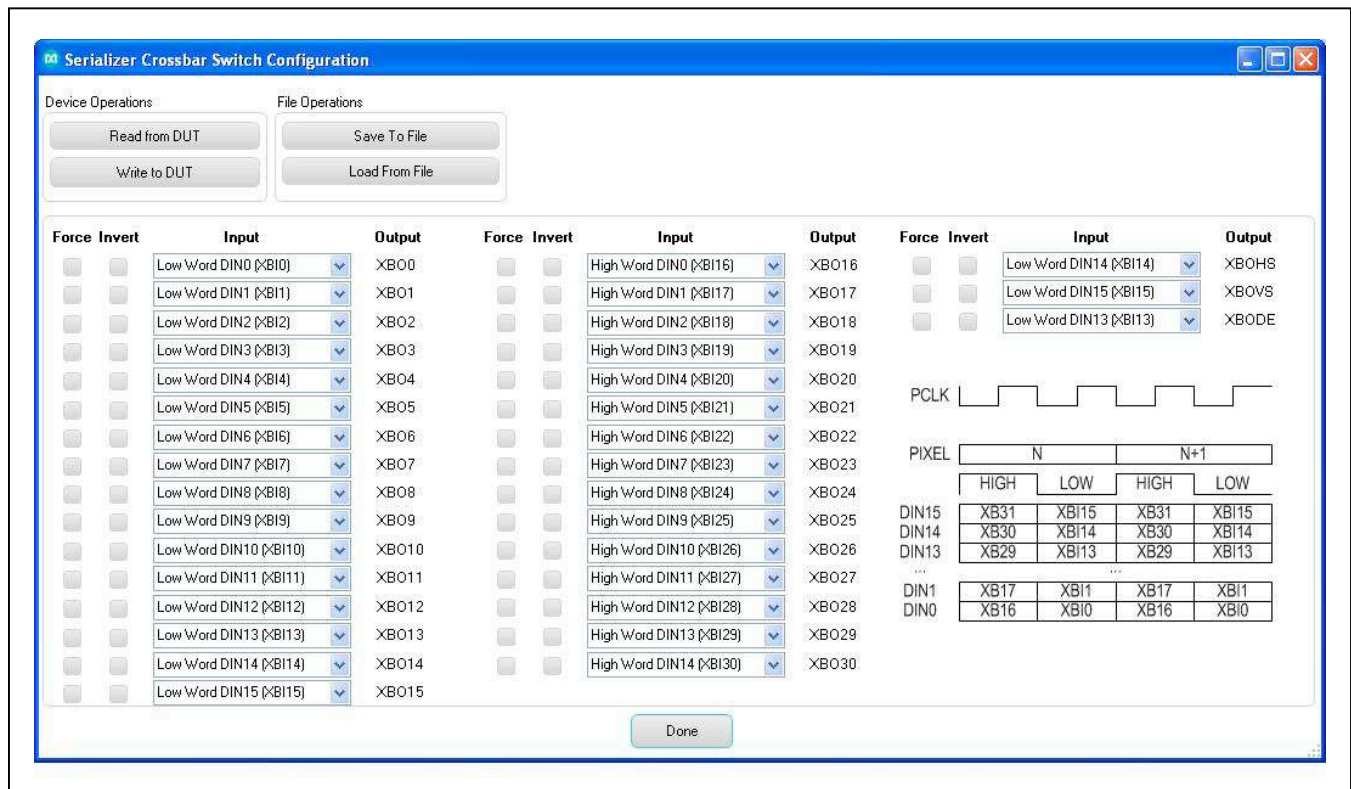 Serializer Crossbar Switch Configuration
Device Operations File Operations
Read from DUT Save To File
Write to DUT Load From File
Force Invert Input Output Force Invert Input Output Force Invert Input Output
Low Word DIN0 (XBI0) XBO0 High Word DIN0 (XBI16) XBO16 Low Word DIN14 (XBI14) XBOHS
Low Word DIN1 (XBI1) XBO1 High Word DIN1 (XBI17) XBO17 Low Word DIN15 (XBI15) XBOVS
Low Word DIN2 (XBI2) XBO2 High Word DIN2 (XBI18) XBO18 Low Word DIN13 (XBI13) XBODE
Low Word DIN3 (XBI3) XBO3 High Word DIN3 (XBI19) XBO19
Low Word DIN4 (XBI4) XBO4 High Word DIN4 (XBI20) XBO20
Low Word DIN5 (XBI5) XBO5 High Word DIN5 (XBI21) XBO21
Low Word DIN6 (XBI6) XBO6 High Word DIN6 (XBI22) XBO22
Low Word DIN7 (XBI7) XBO7 High Word DIN7 (XBI23) XBO23
Low Word DIN8 (XBI8) XBO8 High Word DIN8 (XBI24) XBO24
Low Word DIN9 (XBI9) XBO9 High Word DIN9 (XBI25) XBO25
Low Word DIN10 (XBI10) XBO10 High Word DIN10 (XBI26) XBO26
Low Word DIN11 (XBI11) XBO11 High Word DIN11 (XBI27) XBO27
Low Word DIN12 (XBI12) XBO12 High Word DIN12 (XBI28) XBO28
Low Word DIN13 (XBI13) XBO13 High Word DIN13 (XBI29) XBO29
Low Word DIN14 (XBI14) XBO14 High Word DIN14 (XBI30) XBO30
Low Word DIN15 (XBI15) XBO15
PCLK
PIXEL N N+1
HIGH LOW HIGH LOW
DIN15 XB31 XBI15 XB31 XBI15
DIN14 XB30 XBI14 XB30 XBI14
DIN13 XB29 XBI13 XB29 XBI13
... ...
DIN1 XB17 XBI1 XB17 XBI1
DIN0 XB16 XBI0 XB16 XBI0
Done